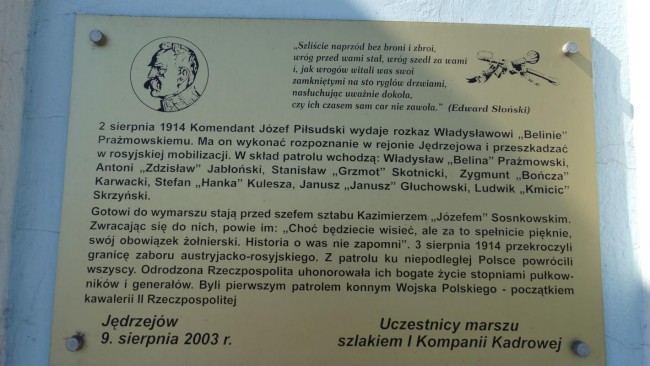 „Szliście naprzód bez broni i zbroi,
wróg przed wami stał, wróg szedł za wami
i, jak wrogów witali was swoi
zamkniętymi na sto ryglów drzwiami,
nasłuchując uważnie dokoła,
czy ich czasem sam car nie zawoła.” (Edward Słoński)
2 sierpnia 1914 Komendant Józef Piłsudski wydaje rozkaz Władysławowi „Belinie”
Prażmowskiemu. Ma on wykonać rozpoznanie w rejonie Jędrzejowa i przeszkadzać
w rosyjskiej mobilizacji. W skład patrolu wchodzą: Władysław „Belina” Prażmowski,
Antoni „Zdzisław” Jabłoński, Stanisław „Grzmot” Skotnicki, Zygmunt „Bończa”
Karwacki, Stefan „Hanka” Kulesza, Janusz „Janusz” Głuchowski, Ludwik „Kmicic”
Skrzyński.
Gotowi do wymarszu stają przed szefem sztabu Kazimierzem „Józefem” Sosnkowskim.
Zwracając się do nich, powie im: „Choć będziecie wisieć, ale za to spełnicie pięknie,
swój obowiązek żołnierski. Historia o was nie zapomni”. 3 sierpnia 1914 przekroczyli
granicę zaboru austryjacko-rosyjskiego. Z patrolu ku niepodległej Polsce powrócili
wszyscy. Odrodzona Rzeczpospolita uhonorowała ich bogate życie stopniami pułkow-
ników i generałów. Byli pierwszym patrolem konnym Wojska Polskiego - początkiem
kawalerii II Rzeczpospolitej
Jędrzejów
9. sierpnia 2003 r.
Uczestnicy marszu
szlakiem I Kompanii Kadrowej